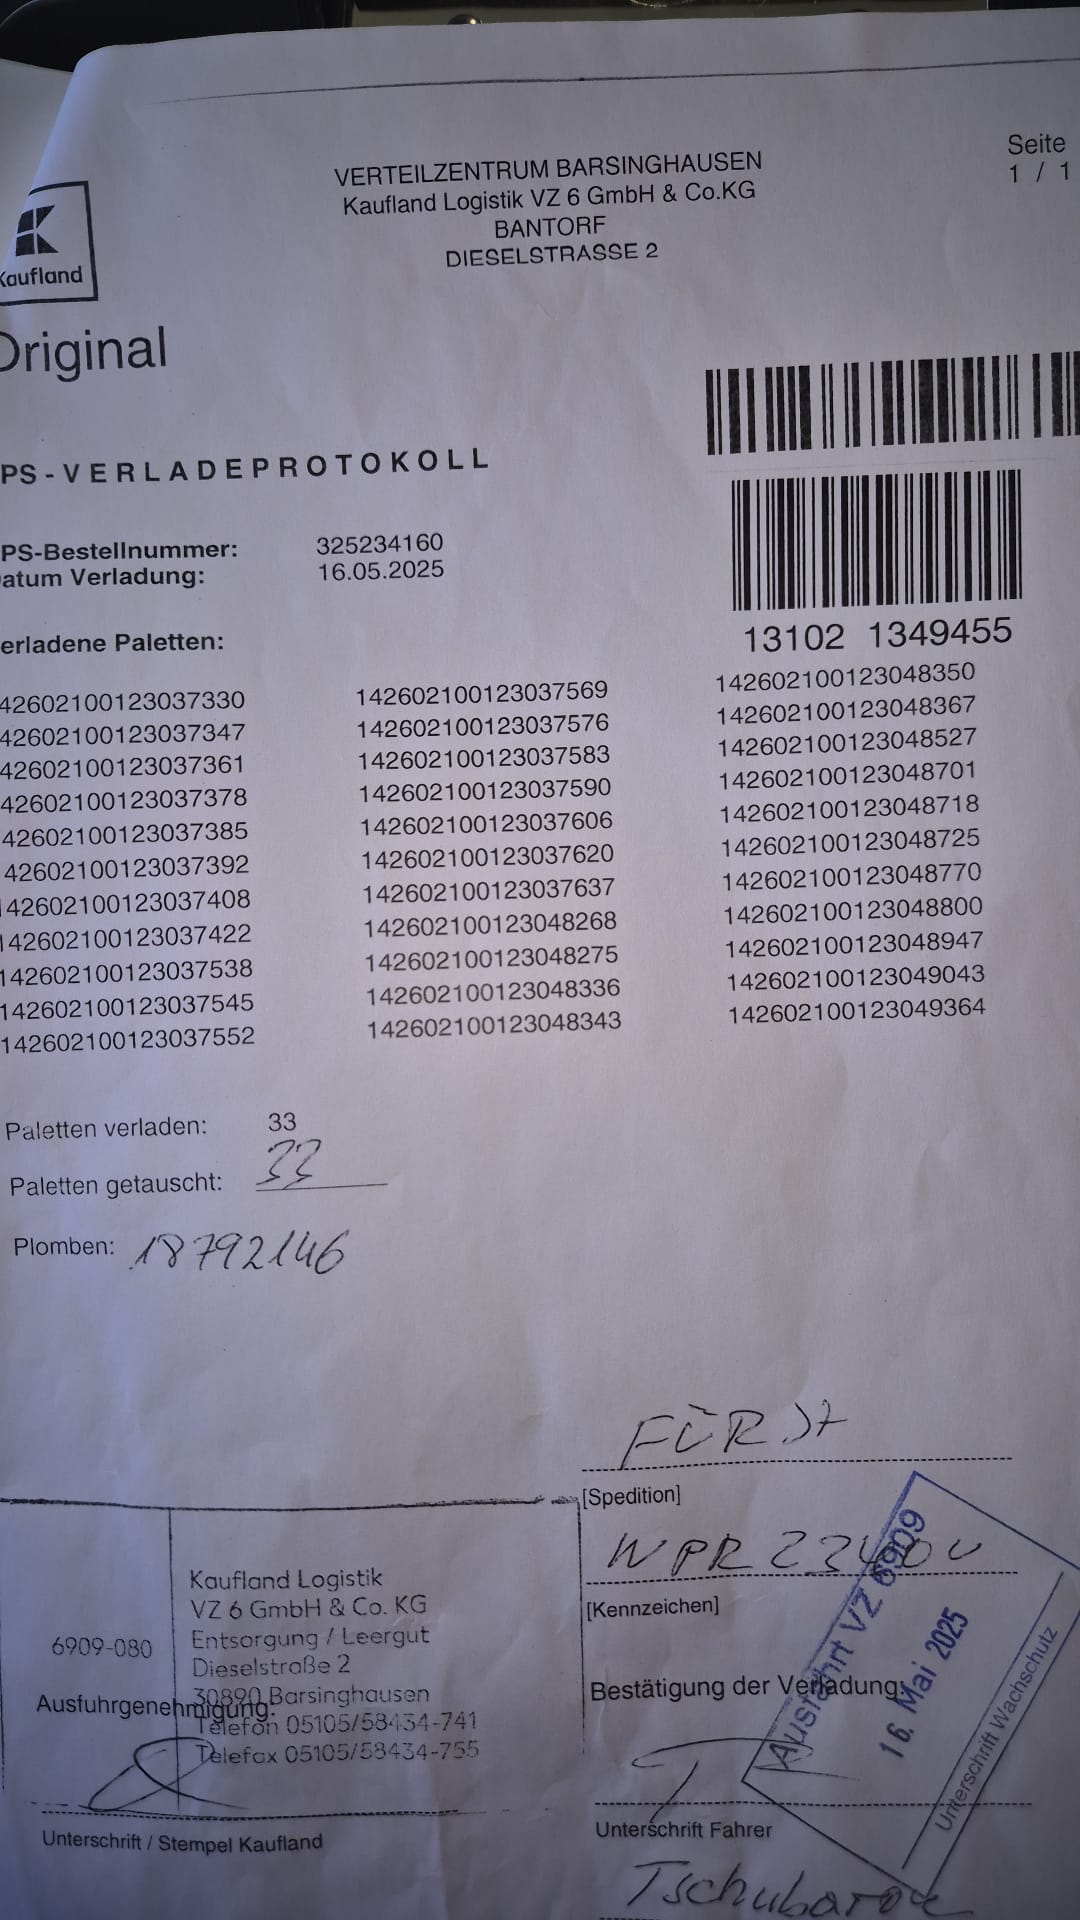 Seite
1 / 1
VERTEILZENTRUM BARSINGHAUSEN
Kaufland Logistik VZ 6 GmbH & Co.KG
BANTORF
DIESELSTRASSE 2
Kaufland
Original
PS-VERLADEPROTOKOLL
PS-Bestellnummer: 325234160
atum Verladung: 16.05.2025
13102 1349455
erladene Paletten:
42602100123037330 142602100123037569 142602100123048350
42602100123037347 142602100123037576 142602100123048367
42602100123037361 142602100123037583 142602100123048527
42602100123037378 142602100123037590 142602100123048701
42602100123037385 142602100123037606 142602100123048718
42602100123037392 142602100123037620 142602100123048725
142602100123037408 142602100123037637 142602100123048770
142602100123037422 142602100123048268 142602100123048800
142602100123037538 142602100123048275 142602100123048947
142602100123037545 142602100123048336 142602100123049043
142602100123037552 142602100123048343 142602100123049364
Paletten verladen: 33
Paletten getauscht: 33
Plomben: 18792146
FÜRST
[Spedition]
[Kennzeichen]
Kaufland Logistik
VZ 6 GmbH & Co. KG
6909-080 Entsorgung / Leergut
Dieselstraße 2
30890 Barsinghausen
Ausfuhrgenehmigung:
Telefon 05105/58434-741
Telefax 05105/58434-755
Unterschrift / Stempel Kaufland
Bestätigung der Verladung:
Ausfahrt VZ 6909
16. Mai 2025
Unterschrift Wachschutz
Unterschrift Fahrer